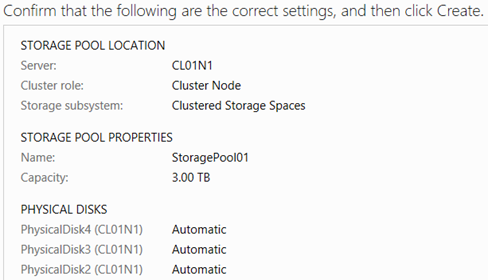 Confirm that the following are the correct settings, and then click Create.
STORAGE POOL LOCATION
Server: CL01N1
Cluster role: Cluster Node
Storage subsystem: Clustered Storage Spaces
STORAGE POOL PROPERTIES
Name: StoragePool01
Capacity: 3.00 TB
PHYSICAL DISKS
PhysicalDisk4 (CL01N1) Automatic
PhysicalDisk3 (CL01N1) Automatic
PhysicalDisk2 (CL01N1) Automatic